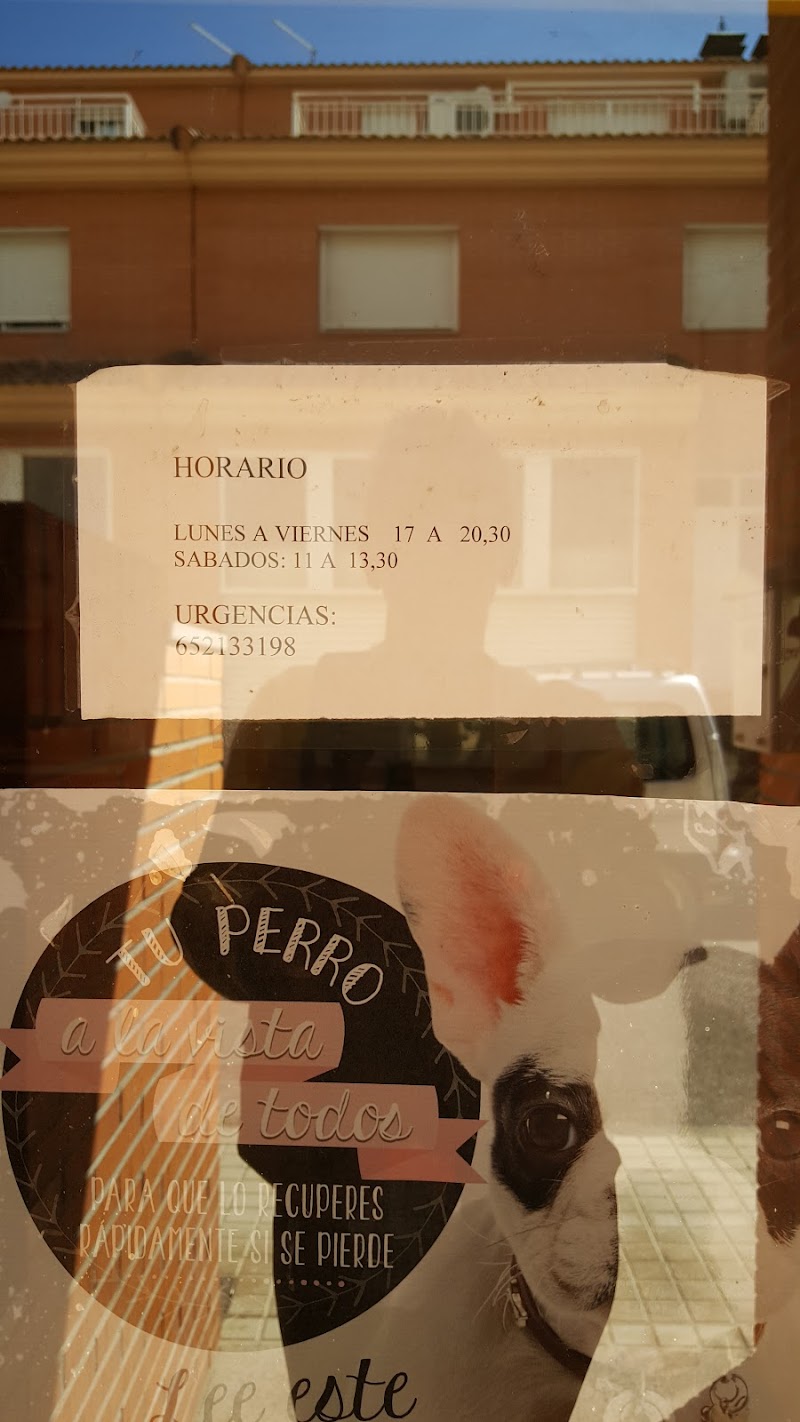 HORARIO
LUNES A VIERNES 17 A 20,30
SABADOS: 11 A 13,30
URGENCIAS:
652133198
TU PERRO
a la vista
de todos
PARA QUE LO RECUPERES
RÁPIDAMENTE SI SE PIERDE
Lee este